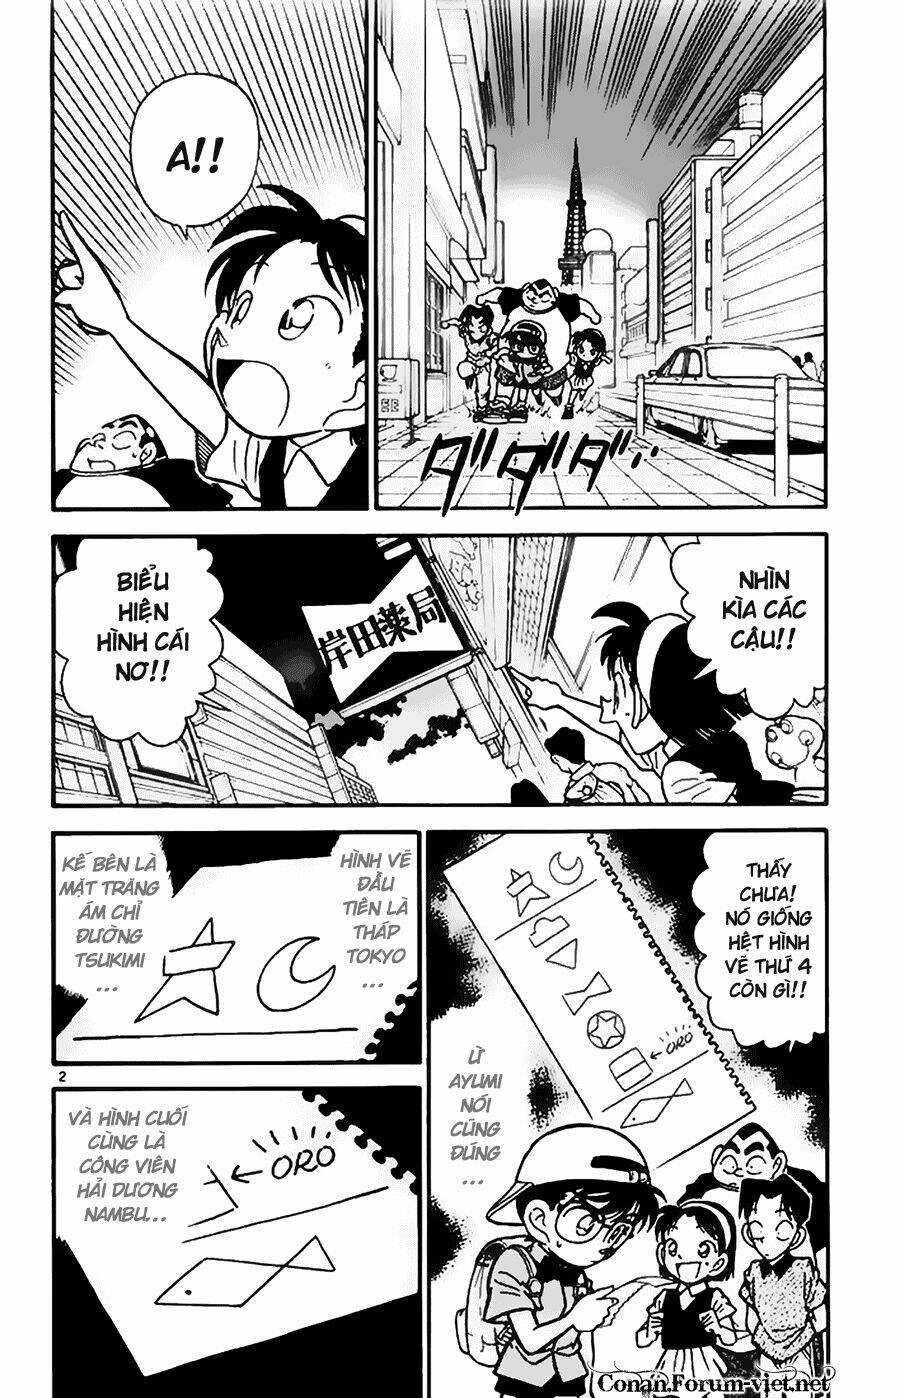 ダダダ..
A!!
EE
NHÌN
KÌA CÁC
CẬU!!
岸田薬局
BIỂU
HIỆN
HÌNH CÁI
NƠ!!
HÌNH VẼ
ĐẦU
TIÊN LÀ
THÁP
TOKYO
...
KẾ BÊN LÀ
MẶT TRĂNG
ÁM CHỈ
ĐƯỜNG
TSUKIMI
...
2
VÀ HÌNH CUỐI
CÙNG LÀ
CÔNG VIÊN
HẢI DƯƠNG
NAMBU...
←ORO
THẤY
CHƯA!
NÓ GIỐNG
HỆT HÌNH
VẼ THỨ 4
CÒN GÌ!!
←ORO
Ừ
AYUMI
NÓI
CŨNG
ĐÚNG
...
Conan.Forum-viet.net